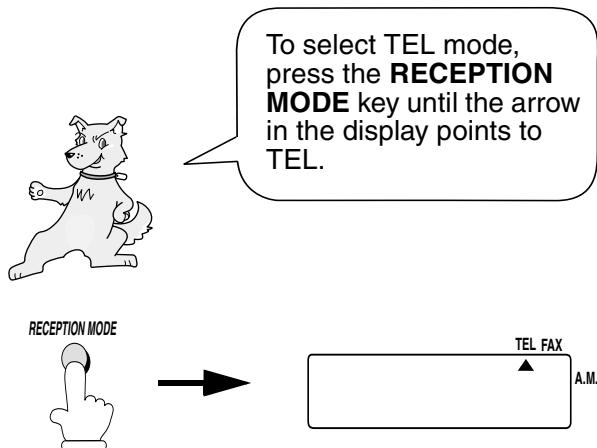 To select TEL mode,
press the RECEPTION
MODE key until the arrow
in the display points to
TEL.
RECEPTION MODE
TEL FAX
A.M.